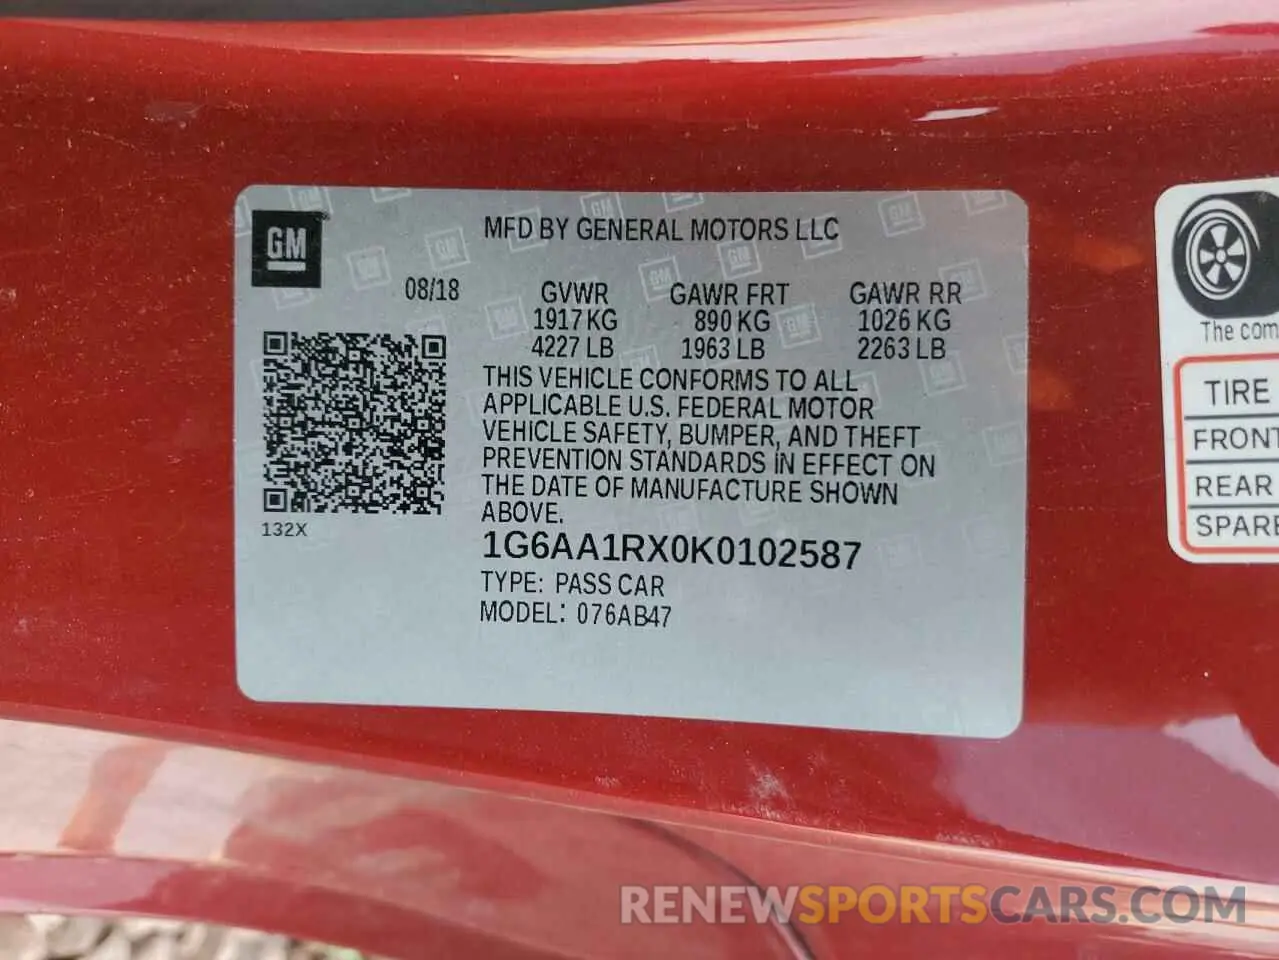 GM
MFD BY GENERAL MOTORS LLC
08/18 GVWR GAWR FRT GAWR RR
1917 KG 890 KG 1026 KG
4227 LB 1963 LB 2263 LB
THIS VEHICLE CONFORMS TO ALL
APPLICABLE U.S. FEDERAL MOTOR
VEHICLE SAFETY, BUMPER, AND THEFT
PREVENTION STANDARDS IN EFFECT ON
THE DATE OF MANUFACTURE SHOWN
ABOVE.
132X
1G6AA1RX0K0102587
TYPE: PASS CAR
MODEL: 076AB47
The com
TIRE
FRONT
REAR
SPARE
RENEWSPORTSCARS.COM